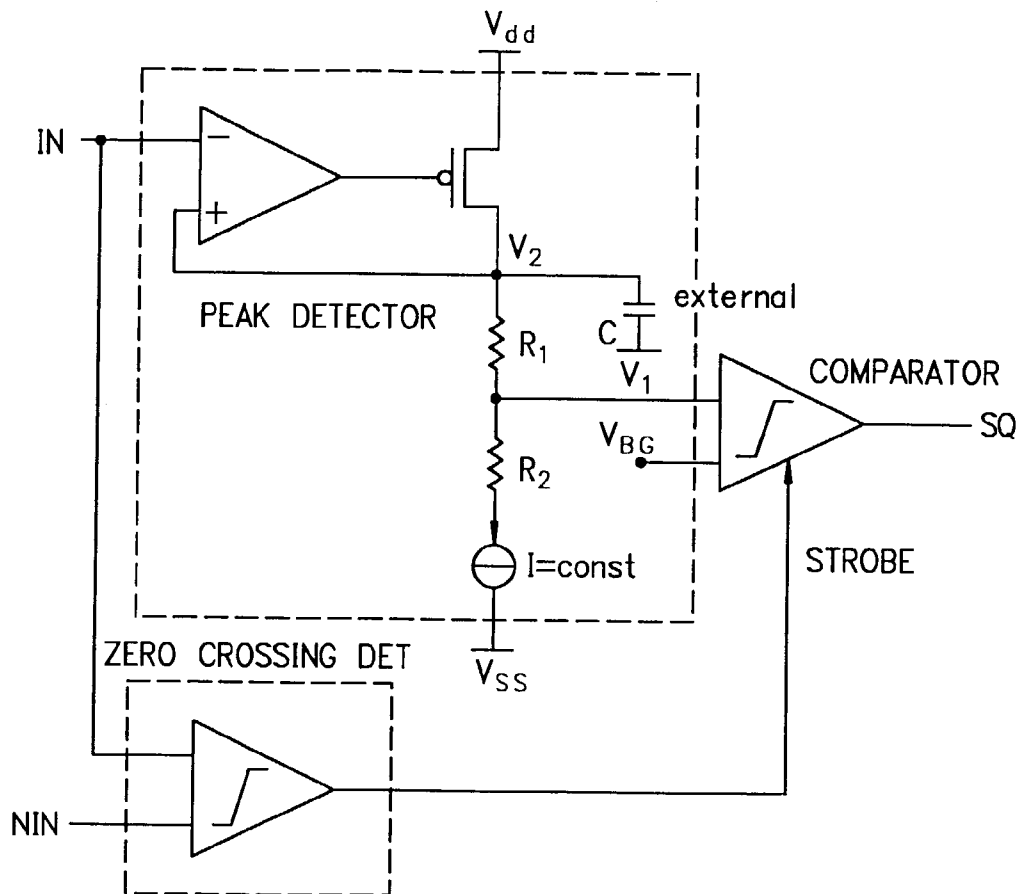 V_dd
IN
−
+
V_2
external
PEAK DETECTOR
C
R_1
V_1
COMPARATOR
V_BG
SQ
R_2
I=const
STROBE
ZERO CROSSING DET
V_SS
NIN